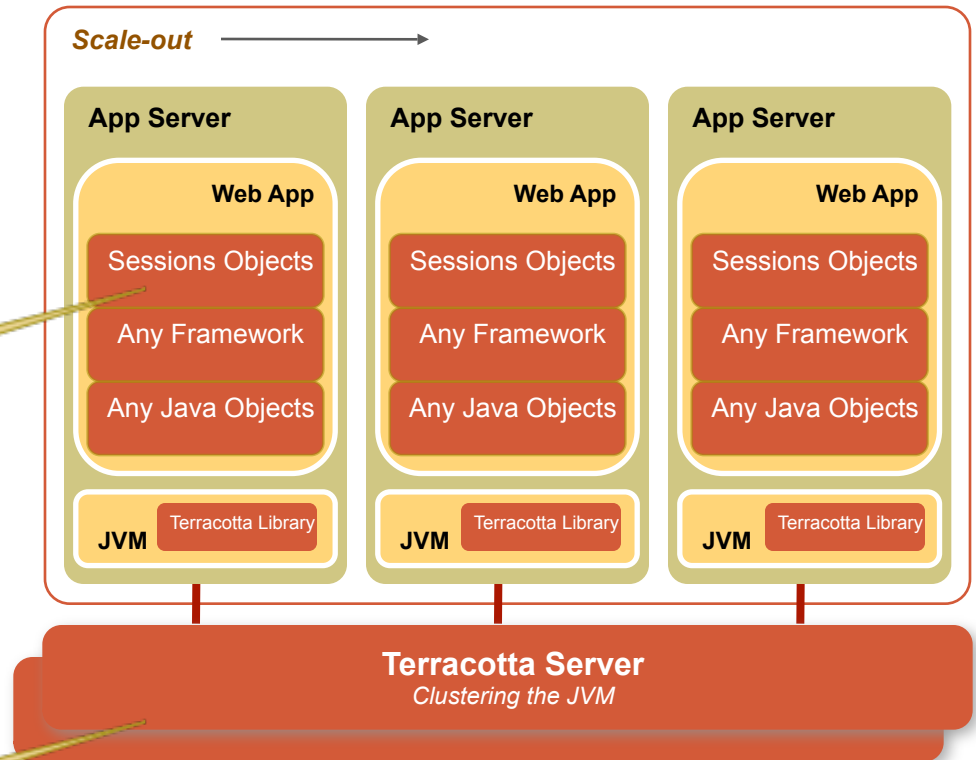 Scale-out
App Server
Web App
Sessions Objects
Any Framework
Any Java Objects
JVM
Terracotta Library
App Server
Web App
Sessions Objects
Any Framework
Any Java Objects
JVM
Terracotta Library
App Server
Web App
Sessions Objects
Any Framework
Any Java Objects
JVM
Terracotta Library
Terracotta Server
Clustering the JVM